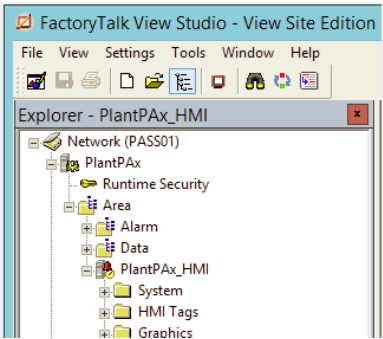 FactoryTalk View Studio - View Site Edition
File View Settings Tools Window Help
Explorer - PlantPAx_HMI
Network (PASS01)
PlantPAx
Runtime Security
Area
Alarm
Data
PlantPAx_HMI
System
HMI Tags
Graphics